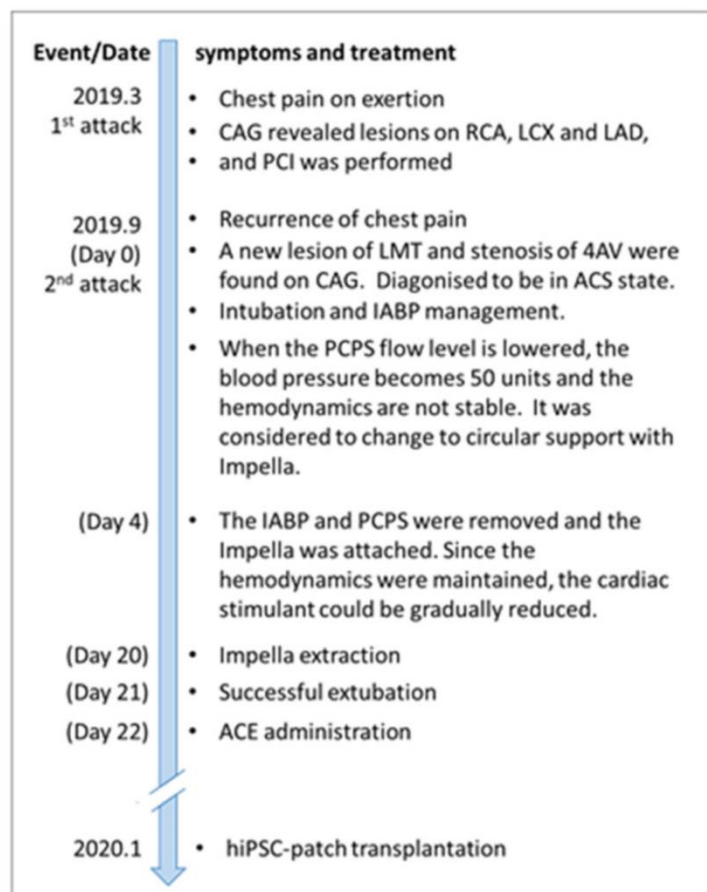 Event/Date symptoms and treatment
2019.3
1st attack
• Chest pain on exertion
• CAG revealed lesions on RCA, LCX and LAD,
• and PCI was performed
2019.9
(Day 0)
2nd attack
• Recurrence of chest pain
• A new lesion of LMT and stenosis of 4AV were
found on CAG. Diagonised to be in ACS state.
• Intubation and IABP management.
• When the PCPS flow level is lowered, the
blood pressure becomes 50 units and the
hemodynamics are not stable. It was
considered to change to circular support with
Impella.
(Day 4)
• The IABP and PCPS were removed and the
Impella was attached. Since the
hemodynamics were maintained, the cardiac
stimulant could be gradually reduced.
(Day 20) • Impella extraction
(Day 21) • Successful extubation
(Day 22) • ACE administration
2020.1 • hiPSC-patch transplantation